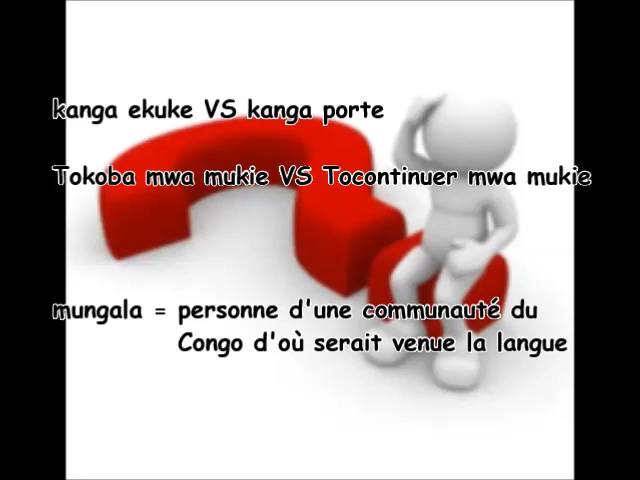 kanga ekuke VS kanga porte
Tokoba mwa mukie VS Tocontinuer mwa mukie
mungala = personne d'une communauté du
Congo d'où serait venue la langue